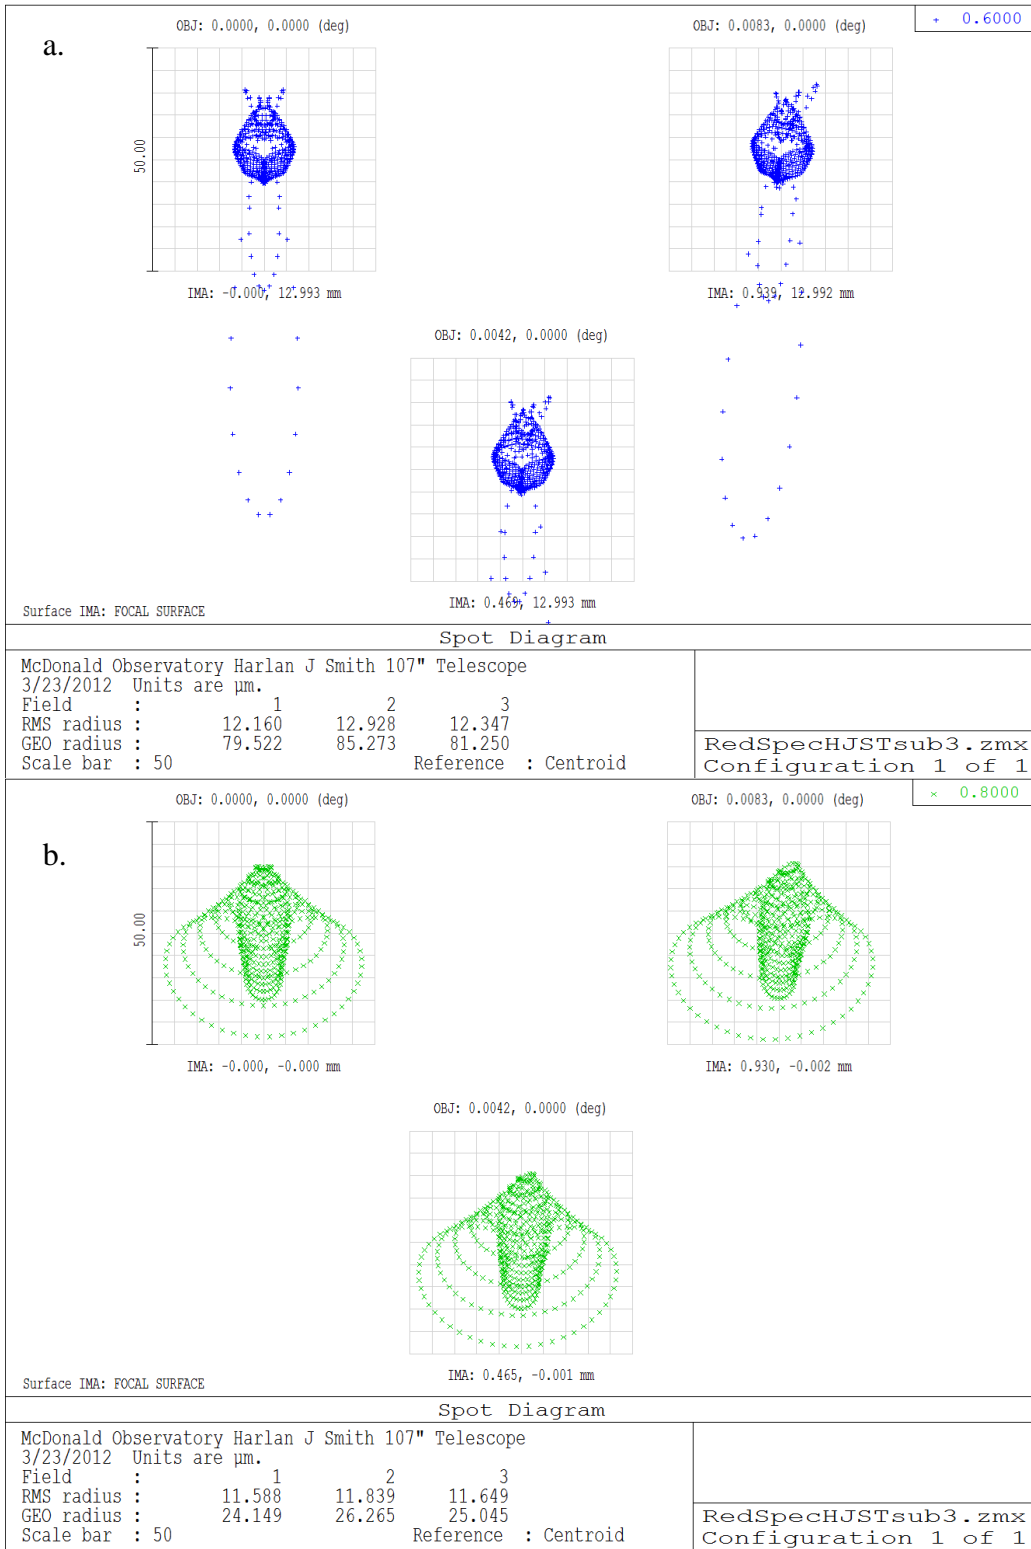 a.
OBJ: 0.0000, 0.0000 (deg)
OBJ: 0.0083, 0.0000 (deg)
+ 0.6000
50.00
IMA: -0.000, 12.993 mm
IMA: 0.939, 12.992 mm
OBJ: 0.0042, 0.0000 (deg)
IMA: 0.469, 12.993 mm
Surface IMA: FOCAL SURFACE
Spot Diagram
McDonald Observatory Harlan J Smith 107" Telescope
3/23/2012 Units are µm.
Field : 1 2 3
RMS radius : 12.160 12.928 12.347
GEO radius : 79.522 85.273 81.250
Scale bar : 50 Reference : Centroid
RedSpecHJSTsub3.zmx
Configuration 1 of 1
b.
OBJ: 0.0000, 0.0000 (deg)
OBJ: 0.0083, 0.0000 (deg)
× 0.8000
50.00
IMA: -0.000, -0.000 mm
IMA: 0.930, -0.002 mm
OBJ: 0.0042, 0.0000 (deg)
IMA: 0.465, -0.001 mm
Surface IMA: FOCAL SURFACE
Spot Diagram
McDonald Observatory Harlan J Smith 107" Telescope
3/23/2012 Units are µm.
Field : 1 2 3
RMS radius : 11.588 11.839 11.649
GEO radius : 24.149 26.265 25.045
Scale bar : 50 Reference : Centroid
RedSpecHJSTsub3.zmx
Configuration 1 of 1